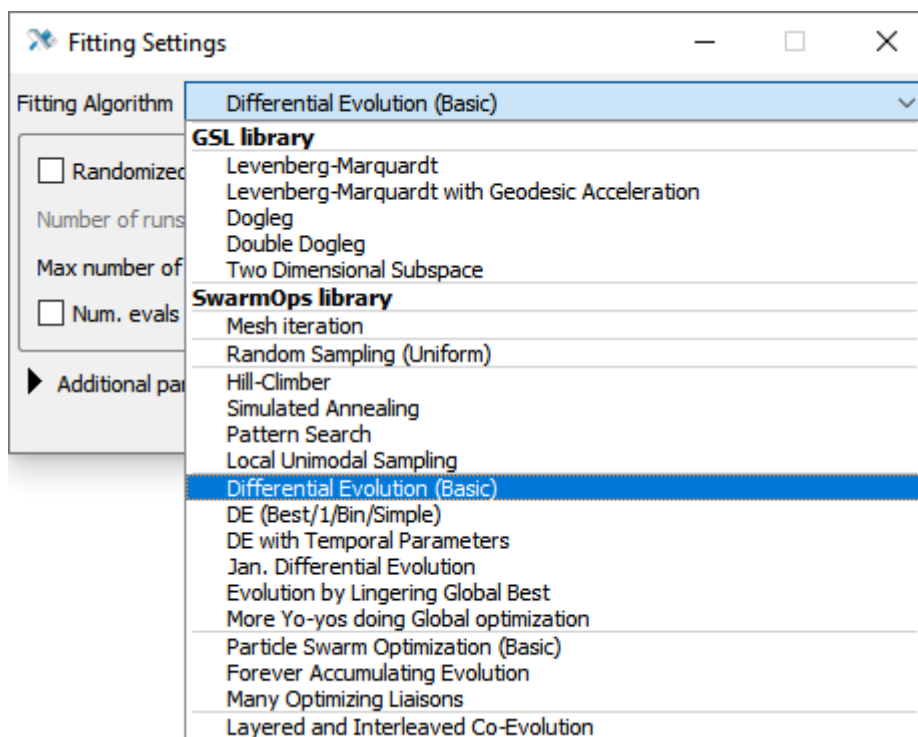 Fitting Settings
Fitting Algorithm Differential Evolution (Basic)
GSL library
Randomized
Levenberg-Marquardt
Levenberg-Marquardt with Geodesic Acceleration
Number of runs
Dogleg
Double Dogleg
Max number of
Two Dimensional Subspace
SwarmOps library
Num. evals
Mesh iteration
Random Sampling (Uniform)
Additional par
Hill-Climber
Simulated Annealing
Pattern Search
Local Unimodal Sampling
Differential Evolution (Basic)
DE (Best/1/Bin/Simple)
DE with Temporal Parameters
Jan. Differential Evolution
Evolution by Lingering Global Best
More Yo-yos doing Global optimization
Particle Swarm Optimization (Basic)
Forever Accumulating Evolution
Many Optimizing Liaisons
Layered and Interleaved Co-Evolution